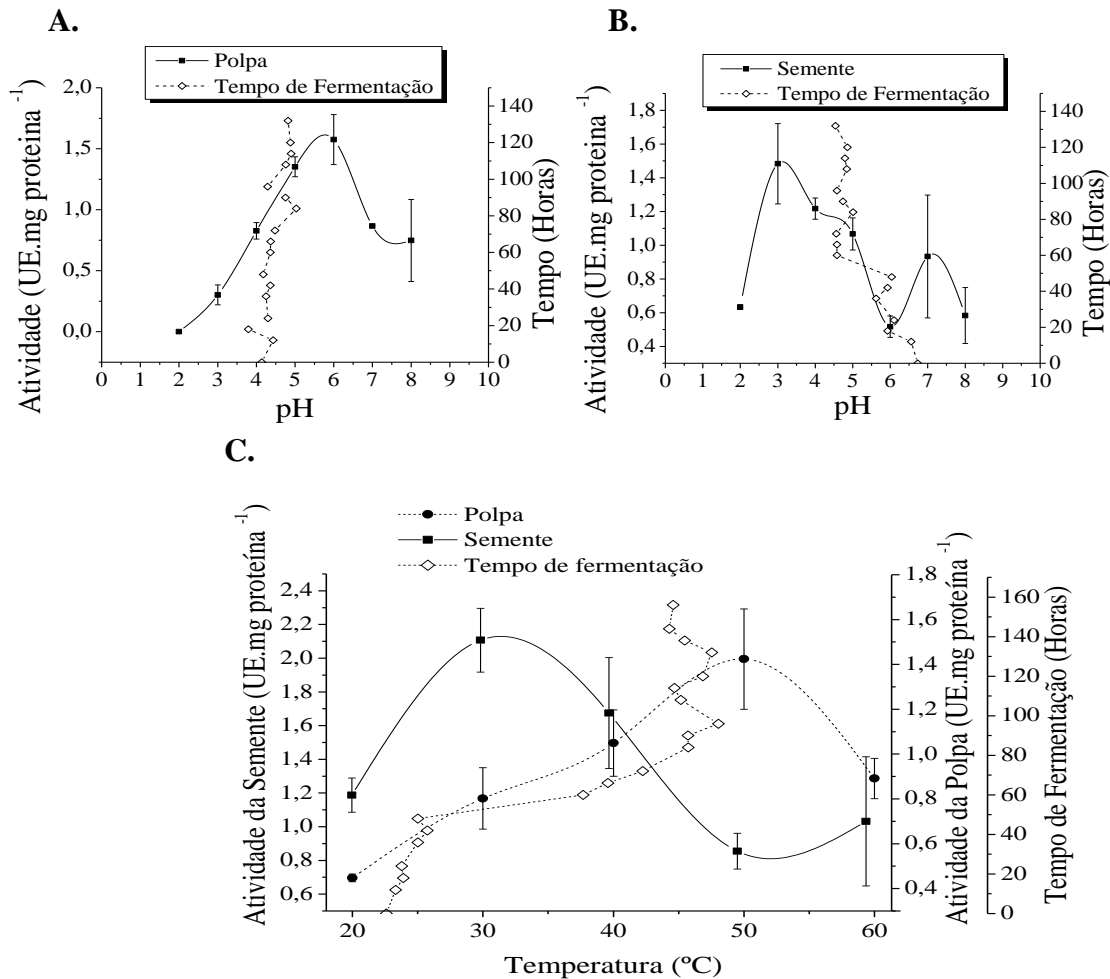 A.
Polpa
Tempo de Fermentação
Atividade (UE.mg proteina -1)
2,0
1,5
1,0
0,5
0,0
140
120
100
80
60
40
20
0
Tempo (Horas)
0 1 2 3 4 5 6 7 8 9 10
pH
B.
Semente
Tempo de Fermentação
Atividade (UE.mg proteina -1)
1,8
1,6
1,4
1,2
1,0
0,8
0,6
0,4
140
120
100
80
60
40
20
0
Tempo (Horas)
0 1 2 3 4 5 6 7 8 9 10
pH
C.
Polpa
Semente
Tempo de fermentação
Atividade da Semente (UE.mg proteína -1)
2,4
2,2
2,0
1,8
1,6
1,4
1,2
1,0
0,8
0,6
1,8
1,6
1,4
1,2
1,0
0,8
0,6
0,4
Atividade da Polpa (UE.mg proteína -1)
160
140
120
100
80
60
40
20
0
Tempo de Fermentação (Horas)
20 30 40 50 60
Temperatura (ºC)